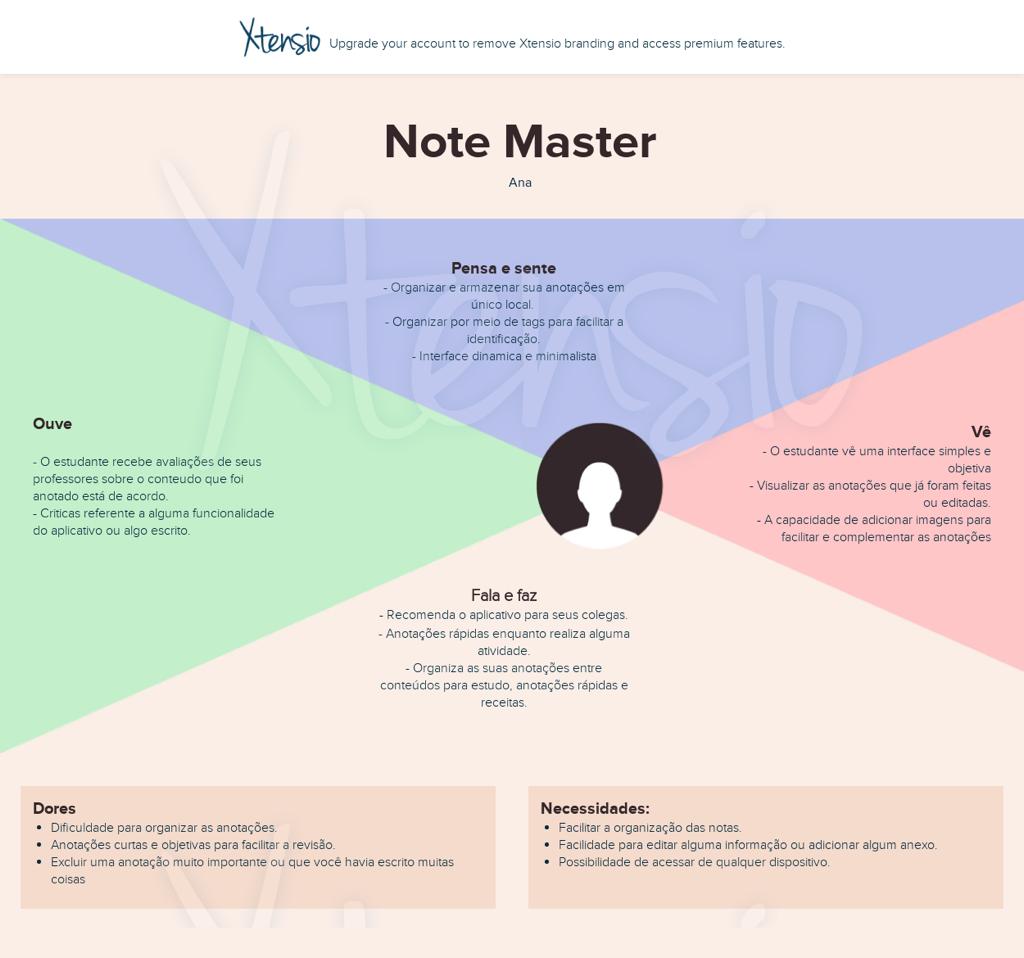 Xtensio Upgrade your account to remove Xtensio branding and access premium features.
Note Master
Ana
Xtensio
Pensa e sente
- Organizar e armazenar sua anotações em
único local.
- Organizar por meio de tags para facilitar a
identificação.
- Interface dinamica e minimalista
Ouve
- O estudante recebe avaliações de seus
professores sobre o conteudo que foi
anotado está de acordo.
- Criticas referente a alguma funcionalidade
do aplicativo ou algo escrito.
Vê
- O estudante vê uma interface simples e
objetiva
- Visualizar as anotações que já foram feitas
ou editadas.
- A capacidade de adicionar imagens para
facilitar e complementar as anotações
Fala e faz
- Recomenda o aplicativo para seus colegas.
- Anotações rápidas enquanto realiza alguma
atividade.
- Organiza as suas anotações entre
conteúdos para estudo, anotações rápidas e
receitas.
Dores
• Dificuldade para organizar as anotações.
• Anotações curtas e objetivas para facilitar a revisão.
• Excluir uma anotação muito importante ou que você havia escrito muitas
coisas
Necessidades:
• Facilitar a organização das notas.
• Facilidade para editar alguma informação ou adicionar algum anexo.
• Possibilidade de acessar de qualquer dispositivo.